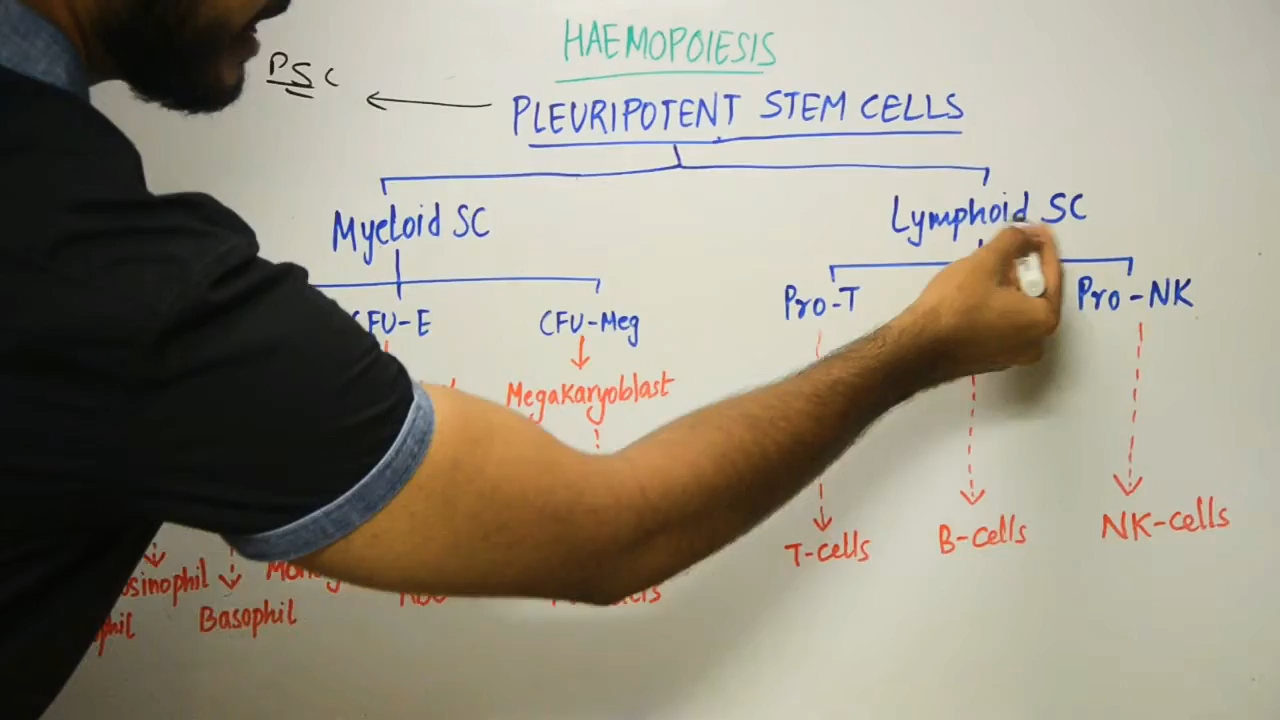 HAEMOPOIESIS
PSC
PLEURIPOTENT STEM CELLS
Myeloid SC
Lymphoid SC
CFU-E
CFU-Meg
Pro-T
Pro-NK
Megakaryoblast
T-cells
B-cells
NK-cells
Basophil